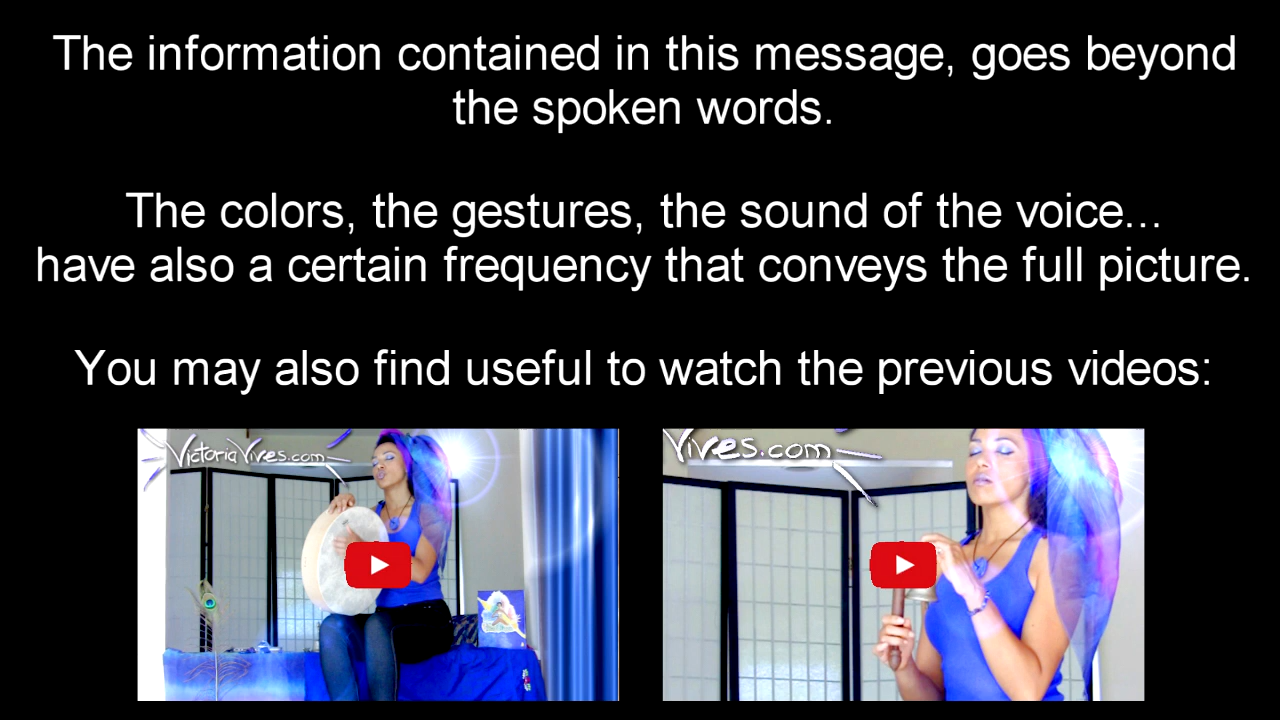 The information contained in this message, goes beyond
the spoken words.
The colors, the gestures, the sound of the voice...
have also a certain frequency that conveys the full picture.
You may also find useful to watch the previous videos:
VictoriaVives.com
Vives.com